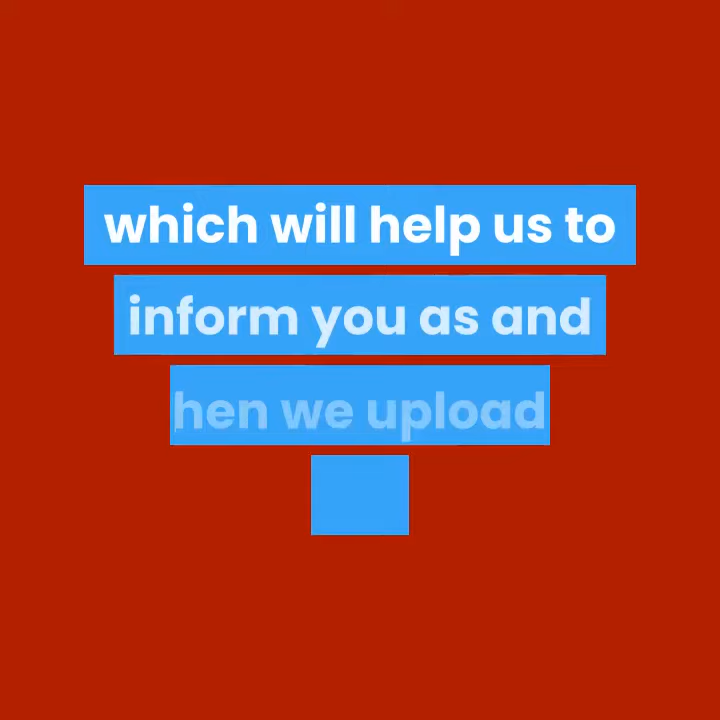 which will help us to
inform you as and
hen we upload